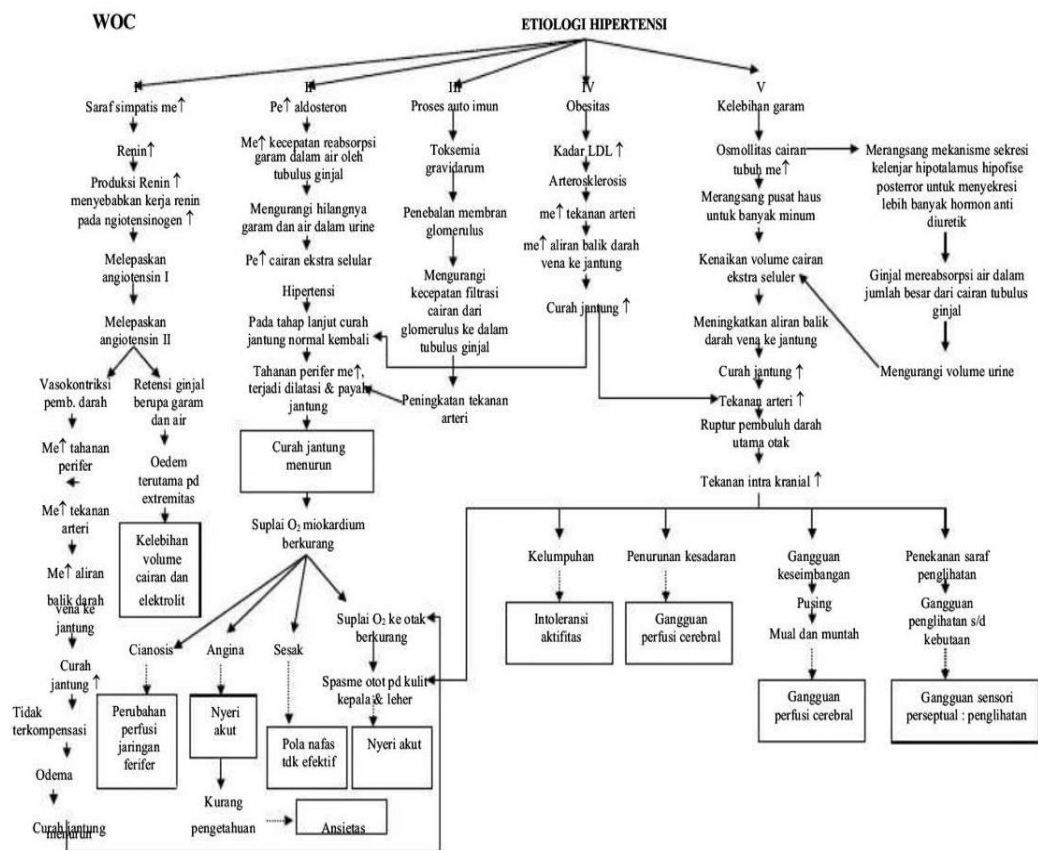 WOC
ETIOLOGI HIPERTENSI
I
Saraf simpatis me↑
Renin↑
Produksi Renin ↑
menyebabkan kerja renin
pada ngiotensinogen ↑
Melepaskan
angiotensin I
Melepaskan
angiotensin II
Vasokontriksi
pemb. darah
Me↑ tahanan
perifer
Me↑ tekanan
arteri
Me↑ aliran
balik darah
vena ke
jantung
Curah
jantung ↑
Tidak
terkompensasi
Odema
Curah jantung
menurun
Retensi ginjal
berupa garam
dan air
Oedem
terutama pd
extremitas
Kelebihan
volume
cairan dan
elektrolit
II
Pe↑ aldosteron
Me↑ kecepatan reabsorpsi
garam dalam air oleh
tubulus ginjal
Mengurangi hilangnya
garam dan air dalam urine
Pe↑ cairan ekstra selular
Hipertensi
Pada tahap lanjut curah
jantung normal kembali
Tahanan perifer me↑,
terjadi dilatasi & payah
jantung
Curah jantung
menurun
Suplai O₂ miokardium
berkurang
Cianosis
Perubahan
perfusi
jaringan
ferifer
Angina
Nyeri
akut
Kurang
pengetahuan
Ansietas
Sesak
Pola nafas
tdk efektif
Suplai O₂ ke otak
berkurang
Spasme otot pd kulit
kepala & leher
Nyeri akut
III
Proses auto imun
Toksemia
gravidarum
Penebalan membran
glomerulus
Mengurangi
kecepatan filtrasi
cairan dari
glomerulus ke dalam
tubulus ginjal
Peningkatan tekanan
arteri
IV
Obesitas
Kadar LDL ↑
Arterosklerosis
me↑ tekanan arteri
me↑ aliran balik darah
vena ke jantung
Curah jantung ↑
V
Kelebihan garam
Osmollitas cairan
tubuh me↑
Merangsang pusat haus
untuk banyak minum
Kenaikan volume cairan
ekstra seluler
Meningkatkan aliran balik
darah vena ke jantung
Curah jantung ↑
Tekanan arteri ↑
Ruptur pembuluh darah
utama otak
Tekanan intra kranial ↑
Merangsang mekanisme sekresi
kelenjar hipotalamus hipofise
posterror untuk menyekresi
lebih banyak hormon anti
diuretik
Ginjal mereabsorpsi air dalam
jumlah besar dari cairan tubulus
ginjal
Mengurangi volume urine
Kelumpuhan
Intoleransi
aktifitas
Penurunan kesadaran
Gangguan
perfusi cerebral
Gangguan
keseimbangan
Pusing
Mual dan muntah
Gangguan
perfusi cerebral
Penekanan saraf
penglihatan
Gangguan
penglihatan s/d
kebutaan
Gangguan sensori
perseptual : penglihatan